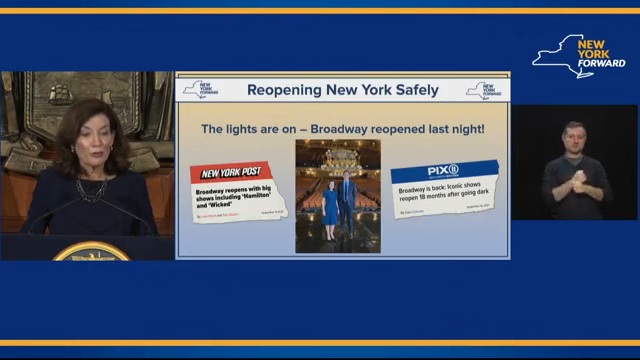 NEW
YORK
FORWARD
NEW
YORK
FORWARD
Reopening New York Safely
NEW
YORK
FORWARD
The lights are on – Broadway reopened last night!
NEW YORK POST
Broadway reopens with big
shows including 'Hamilton'
and 'Wicked'
PIX 11
Broadway is back: Iconic shows
reopen 18 months after going dark